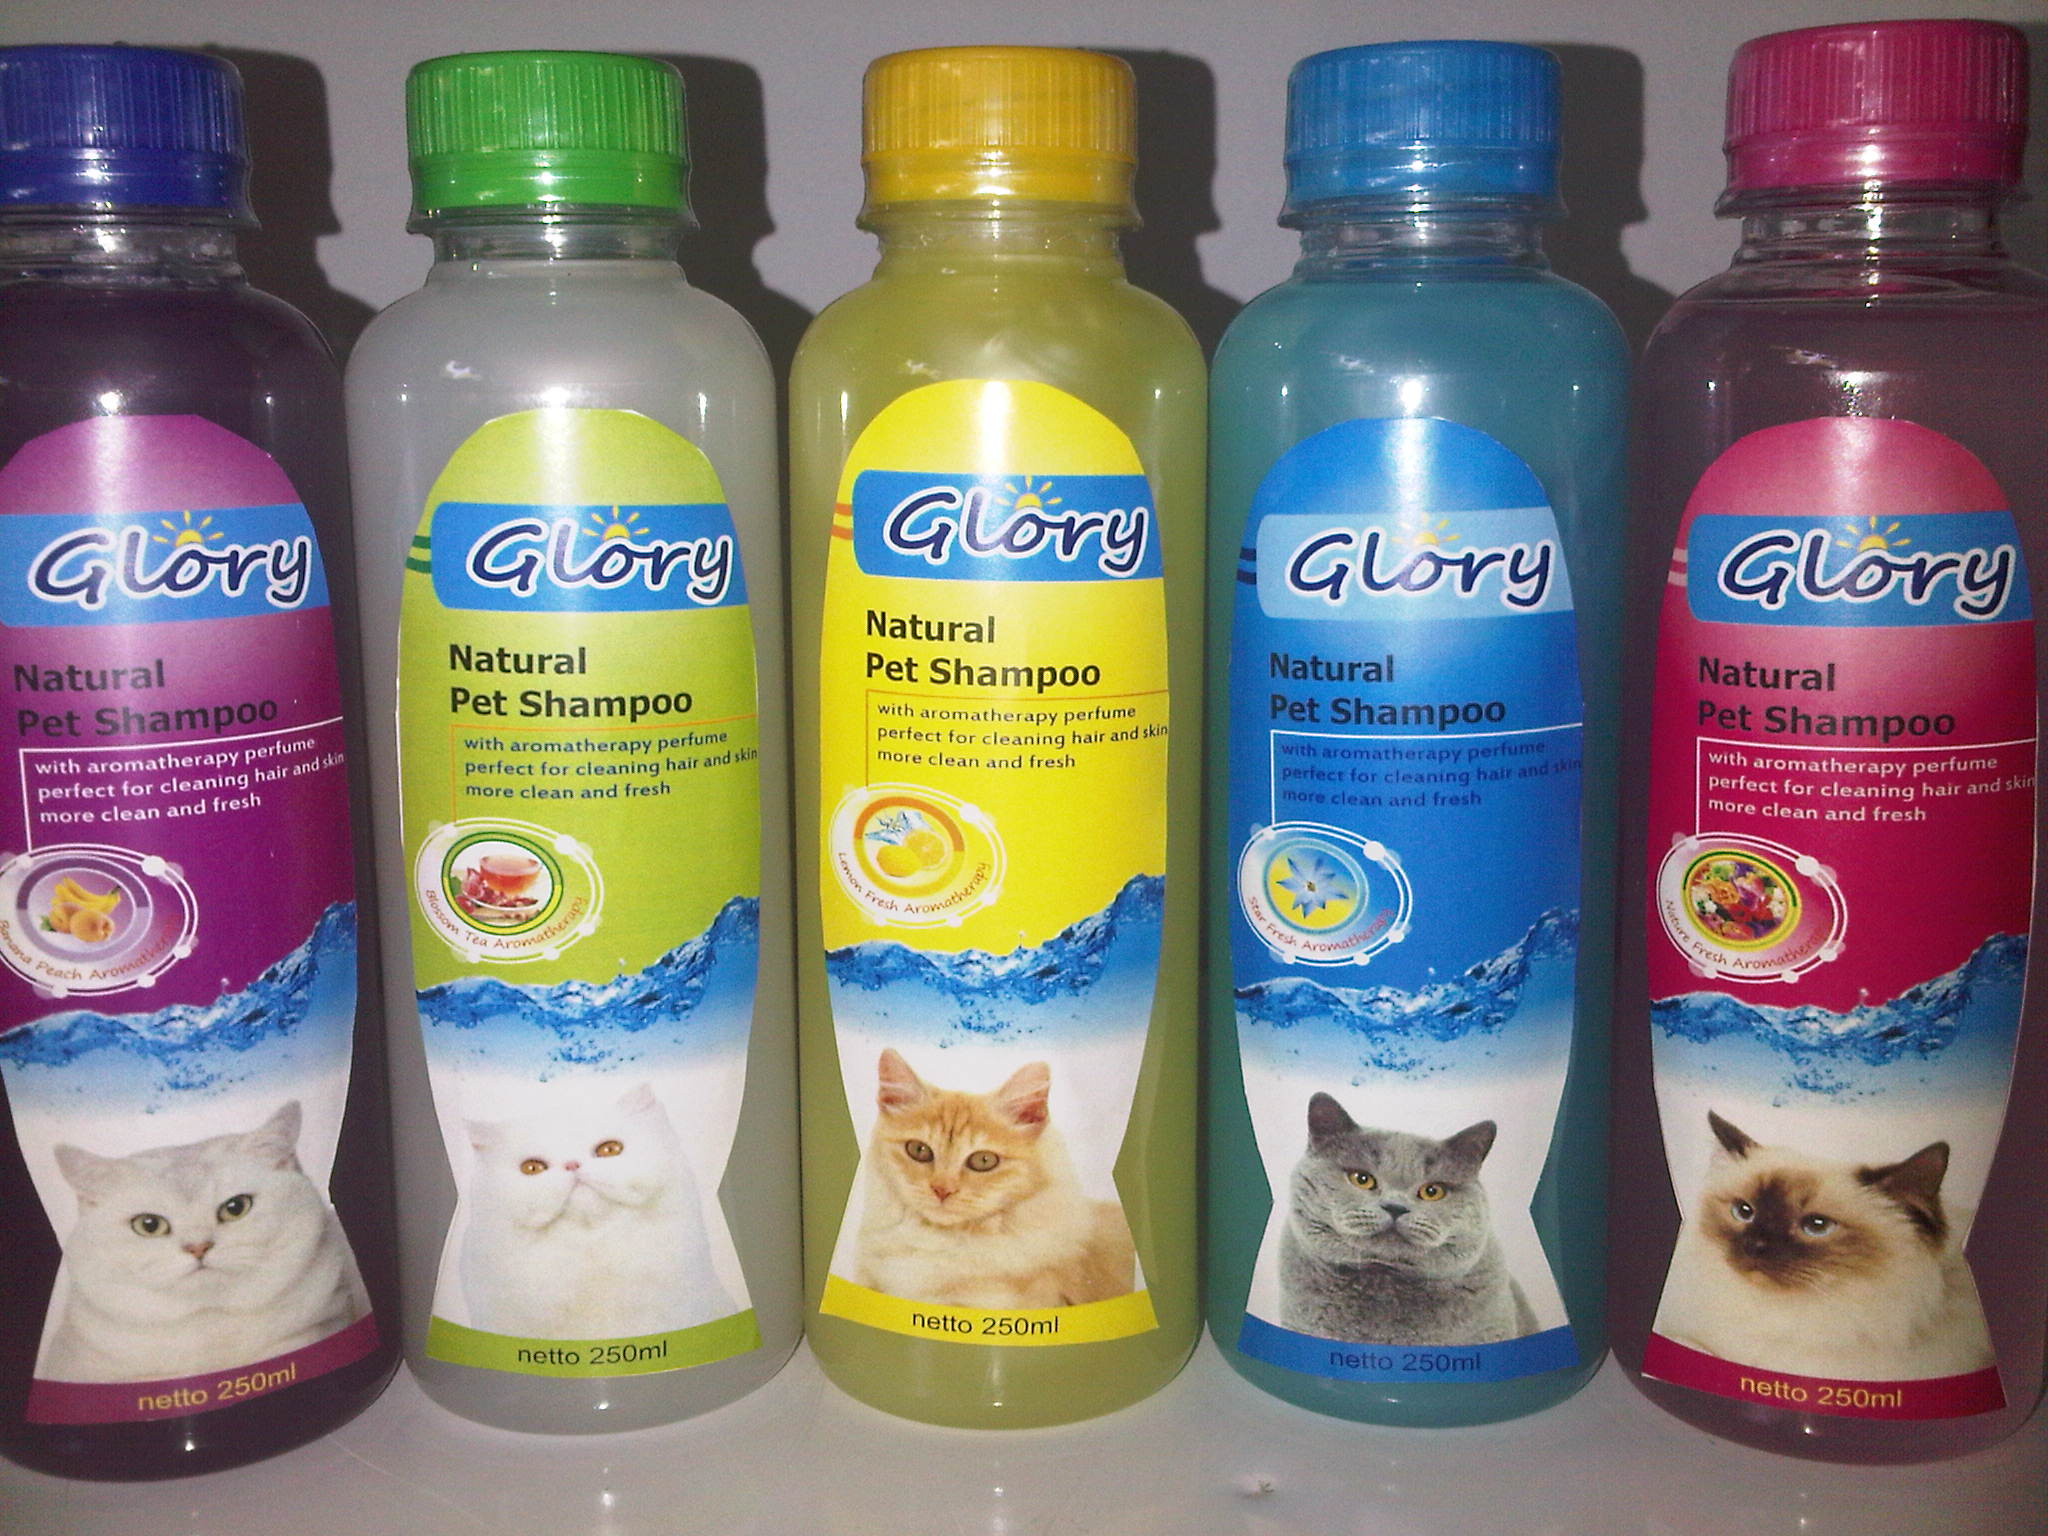 Glory
Natural
Pet Shampoo
with aromatherapy perfume
perfect for cleaning hair and skin
more clean and fresh
Banana Peach Aromatherapy
netto 250ml
Glory
Natural
Pet Shampoo
with aromatherapy perfume
perfect for cleaning hair and skin
more clean and fresh
Blossom Tea Aromatherapy
netto 250ml
Glory
Natural
Pet Shampoo
with aromatherapy perfume
perfect for cleaning hair and skin
more clean and fresh
Lemon Fresh Aromatherapy
netto 250ml
Glory
Natural
Pet Shampoo
with aromatherapy perfume
perfect for cleaning hair and skin
more clean and fresh
Star Fresh Aromatherapy
netto 250ml
Glory
Natural
Pet Shampoo
with aromatherapy perfume
perfect for cleaning hair and skin
more clean and fresh
Nature Fresh Aromatherapy
netto 250ml